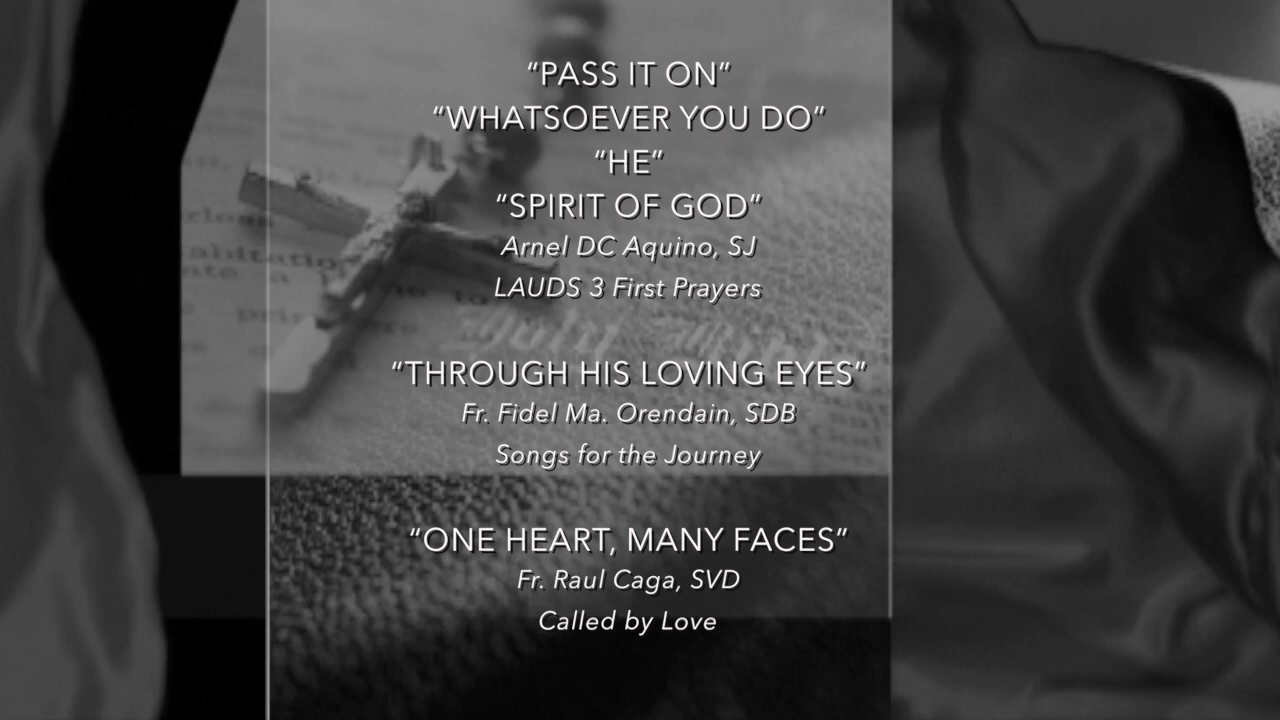 “PASS IT ON”
“WHATSOEVER YOU DO”
“HE”
“SPIRIT OF GOD”
Arnel DC Aquino, SJ
LAUDS 3 First Prayers
“THROUGH HIS LOVING EYES”
Fr. Fidel Ma. Orendain, SDB
Songs for the Journey
“ONE HEART, MANY FACES”
Fr. Raul Caga, SVD
Called by Love